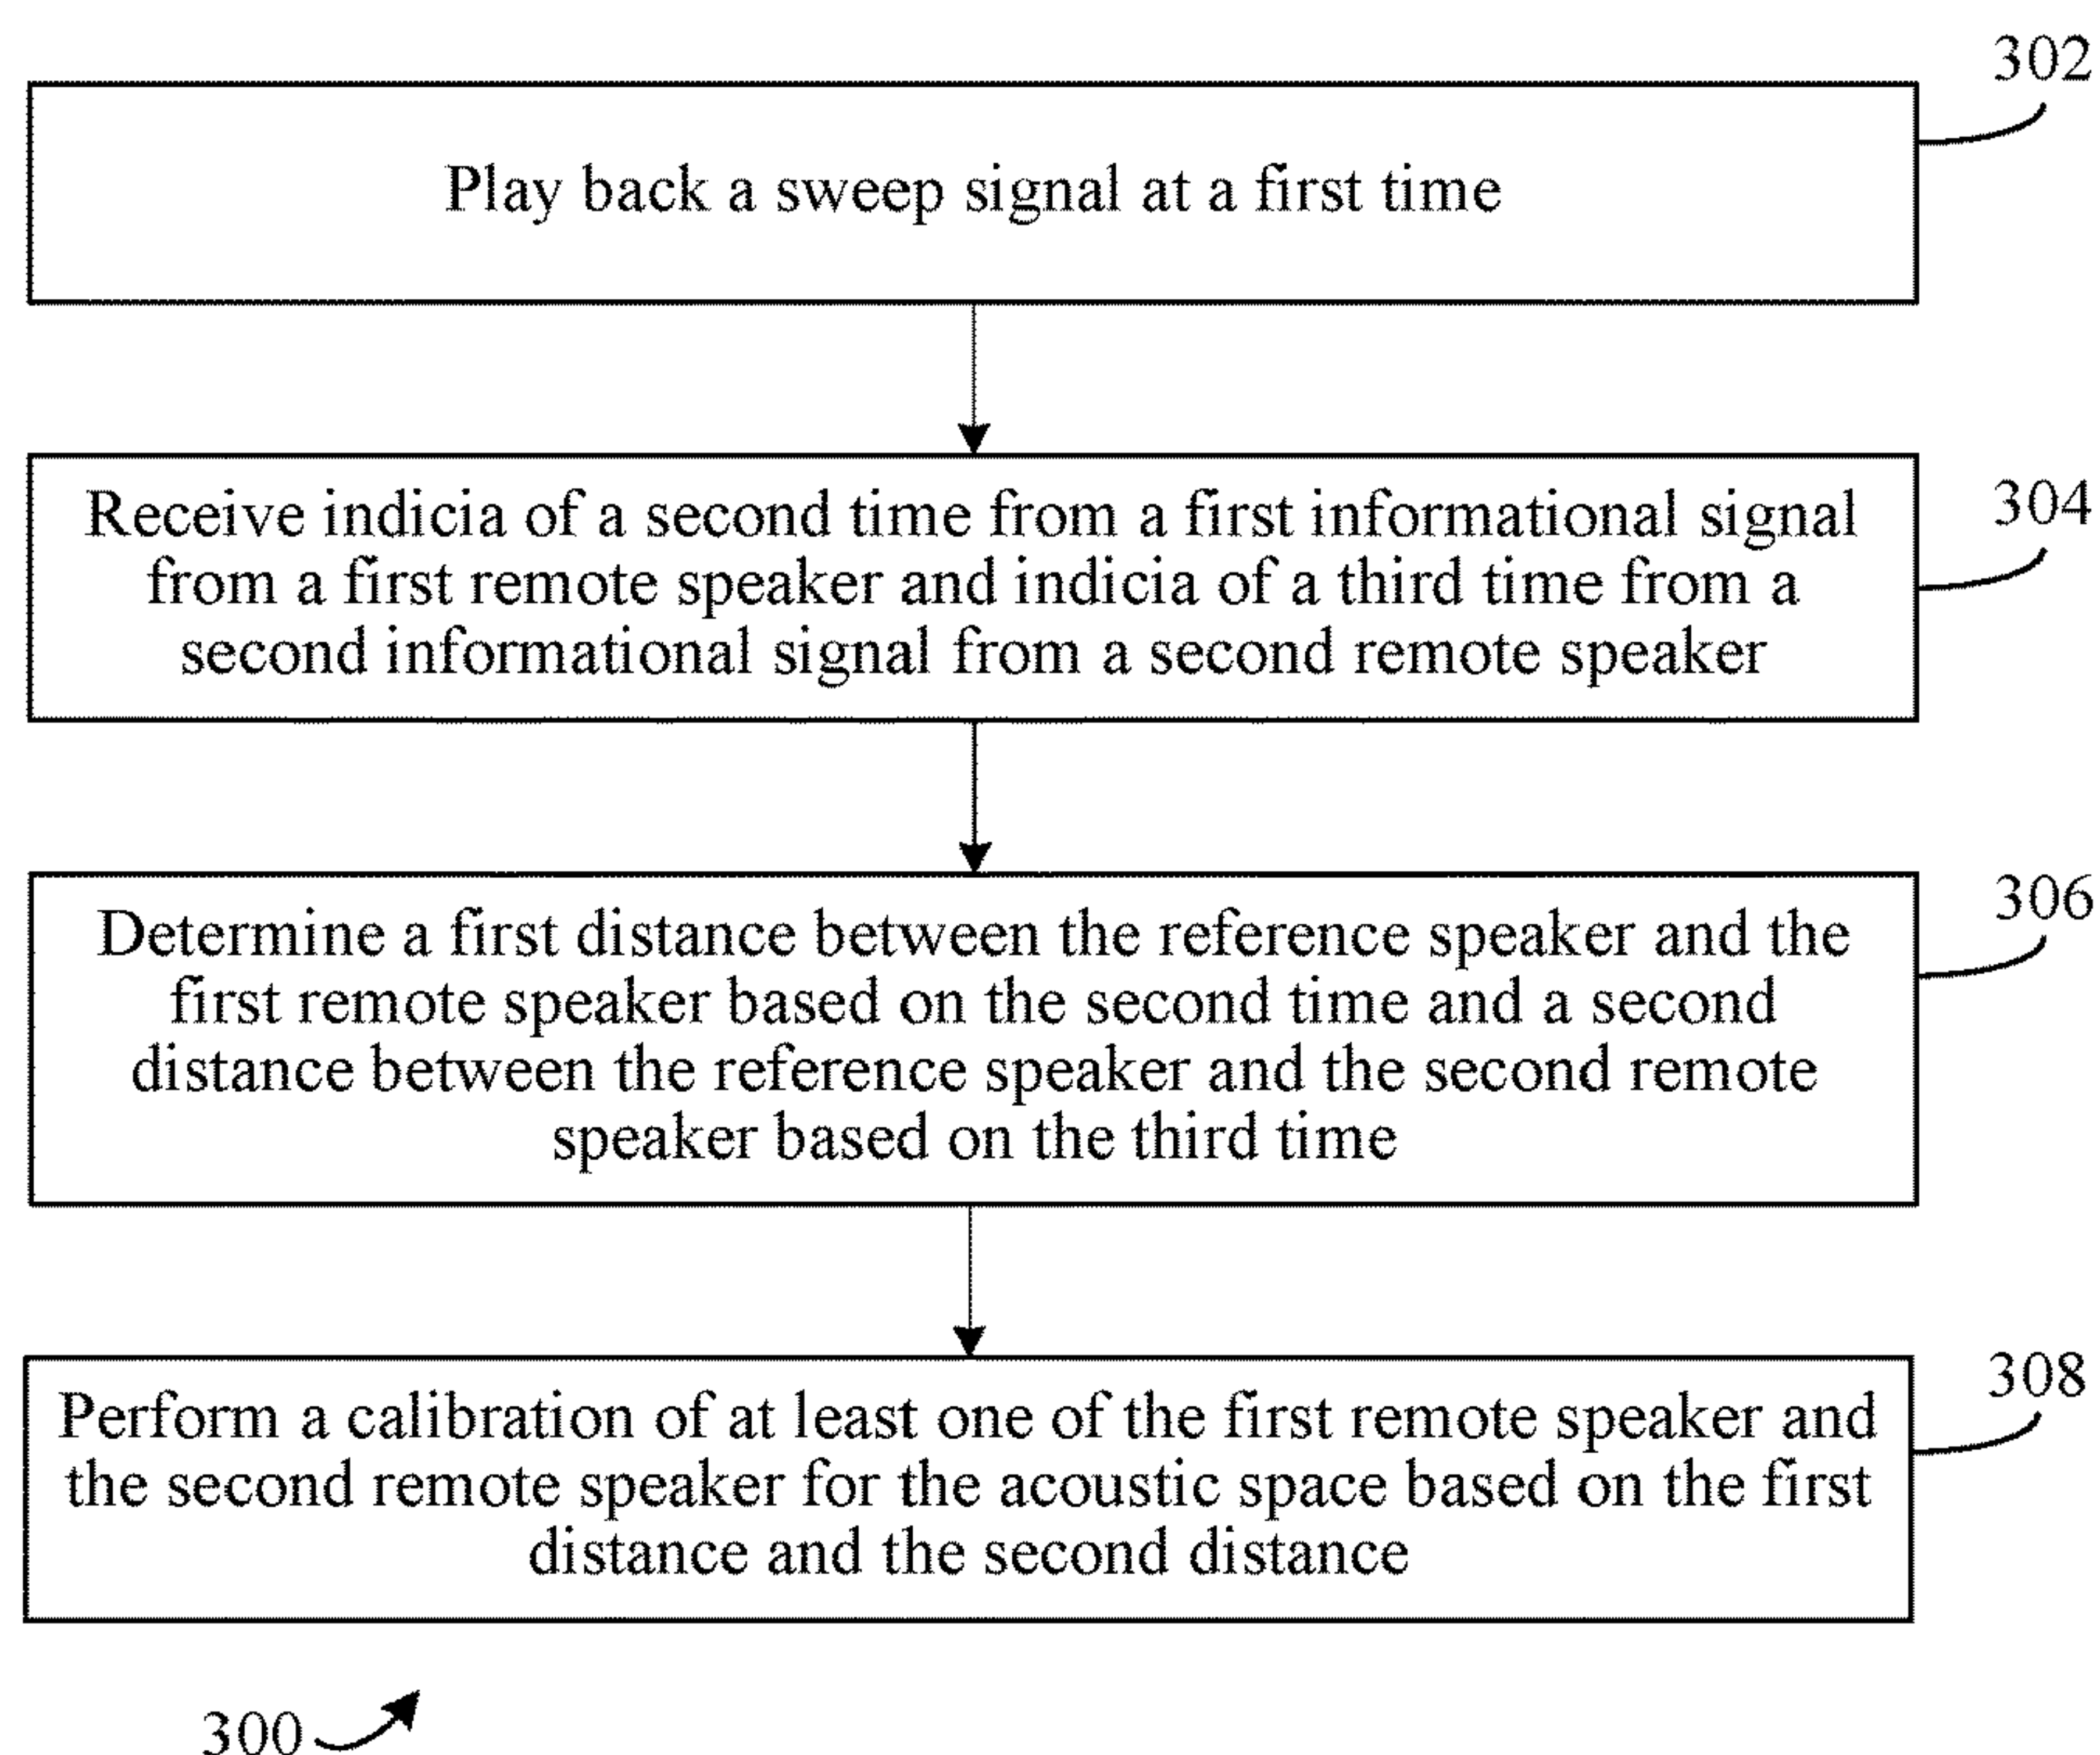 302
Play back a sweep signal at a first time
304
Receive indicia of a second time from a first informational signal
from a first remote speaker and indicia of a third time from a
second informational signal from a second remote speaker
306
Determine a first distance between the reference speaker and the
first remote speaker based on the second time and a second
distance between the reference speaker and the second remote
speaker based on the third time
308
Perform a calibration of at least one of the first remote speaker and
the second remote speaker for the acoustic space based on the first
distance and the second distance
300